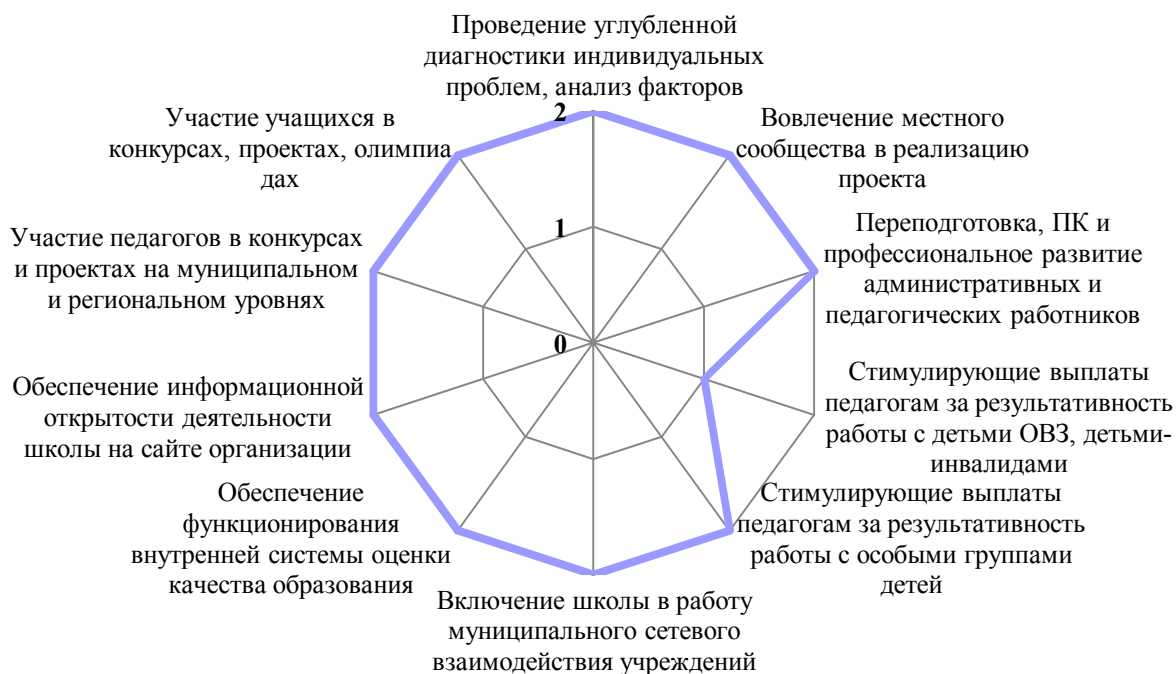 Проведение углубленной
диагностики индивидуальных
проблем, анализ факторов
Вовлечение местного
сообщества в реализацию
проекта
Переподготовка, ПК и
профессиональное развитие
административных и
педагогических работников
Стимулирующие выплаты
педагогам за результативность
работы с детьми ОВЗ, детьми-
инвалидами
Стимулирующие выплаты
педагогам за результативность
работы с особыми группами
детей
Включение школы в работу
муниципального сетевого
взаимодействия учреждений
Обеспечение
функционирования
внутренней системы оценки
качества образования
Обеспечение информационной
открытости деятельности
школы на сайте организации
Участие педагогов в конкурсах
и проектах на муниципальном
и региональном уровнях
Участие учащихся в
конкурсах, проектах, олимпиа
дах
2
1
0